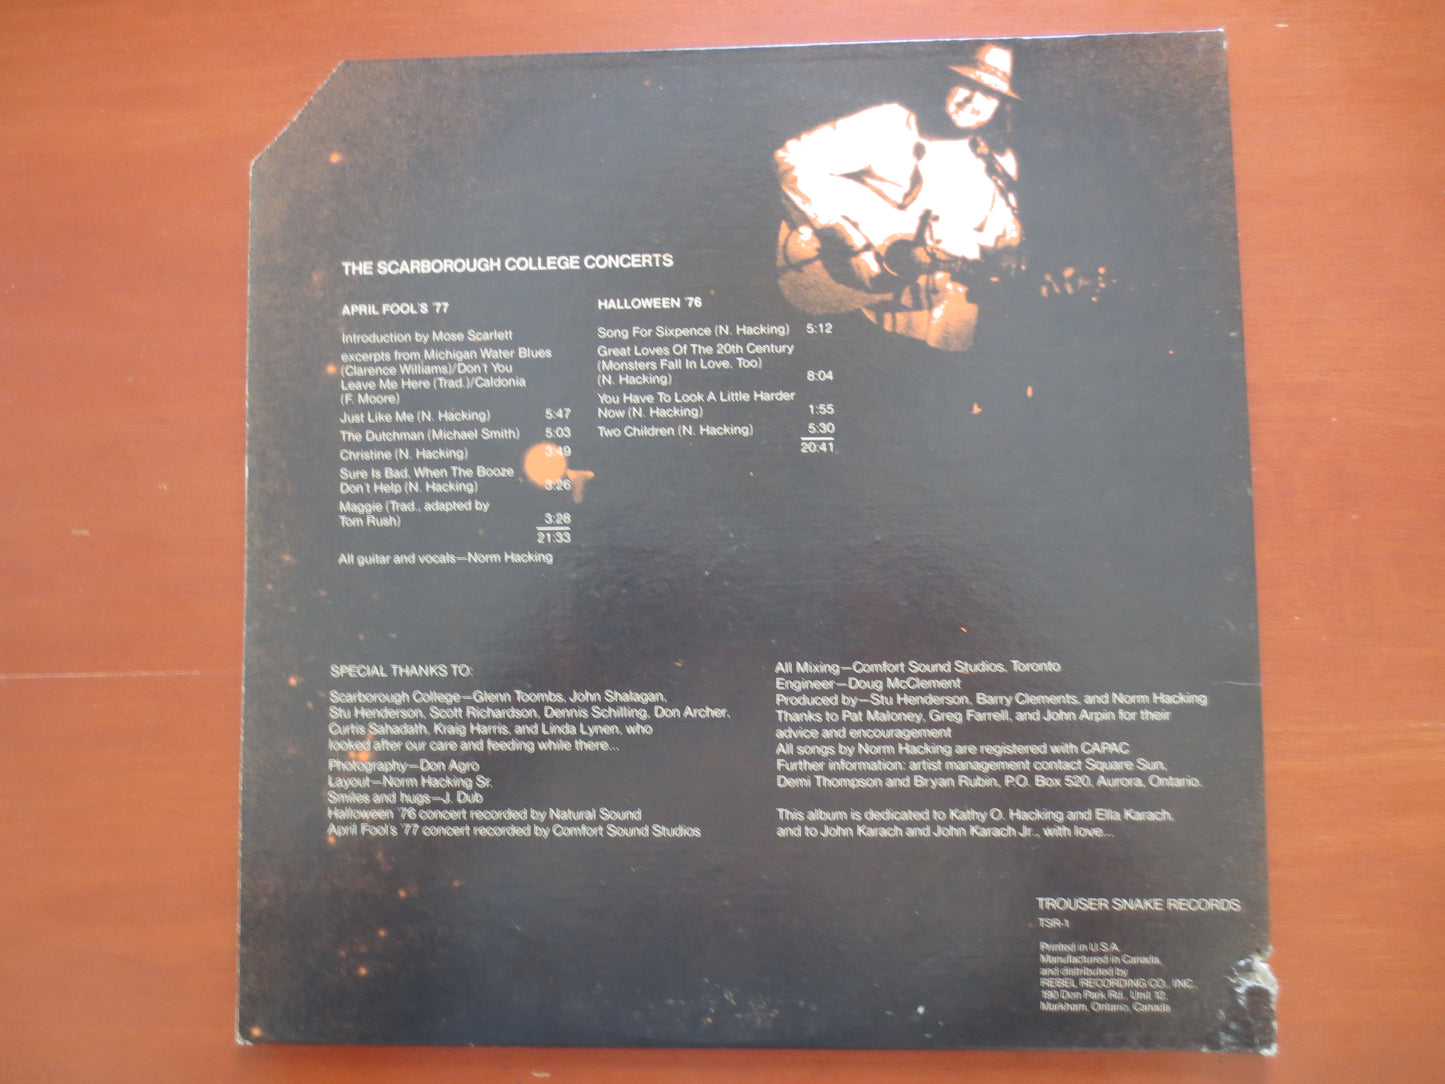 THE SCARBOROUGH COLLEGE CONCERTS
APRIL FOOL'S '77
Introduction by Mose Scarlett
excerpts from Michigan Water Blues
(Clarence Williams)/Don't You
Leave Me Here (Trad.)/Caldonia
(F. Moore)
Just Like Me (N. Hacking) 5:47
The Dutchman (Michael Smith) 5:03
Christine (N. Hacking) 3:49
Sure Is Bad, When The Booze
Don't Help (N. Hacking) 3:26
Maggie (Trad., adapted by
Tom Rush) 3:28
21:33
All guitar and vocals—Norm Hacking
HALLOWEEN '76
Song For Sixpence (N. Hacking) 5:12
Great Loves Of The 20th Century
(Monsters Fall In Love, Too)
(N. Hacking) 8:04
You Have To Look A Little Harder
Now (N. Hacking) 1:55
Two Children (N. Hacking) 5:30
20:41
SPECIAL THANKS TO:
Scarborough College—Glenn Toombs, John Shalagan,
Stu Henderson, Scott Richardson, Dennis Schilling, Don Archer,
Curtis Sahadath, Kraig Harris, and Linda Lynen, who
looked after our care and feeding while there...
Photography—Don Agro
Layout—Norm Hacking Sr.
Smiles and hugs—J. Dub
Halloween '76 concert recorded by Natural Sound
April Fool's '77 concert recorded by Comfort Sound Studios
All Mixing—Comfort Sound Studios, Toronto
Engineer—Doug McClement
Produced by—Stu Henderson, Barry Clements, and Norm Hacking
Thanks to Pat Maloney, Greg Farrell, and John Arpin for their
advice and encouragement
All songs by Norm Hacking are registered with CAPAC
Further information: artist management contact Square Sun,
Demi Thompson and Bryan Rubin, P.O. Box 520, Aurora, Ontario.
This album is dedicated to Kathy O. Hacking and Ella Karach,
and to John Karach and John Karach Jr., with love...
TROUSER SNAKE RECORDS
TSR-1
Printed in U.S.A.
Manufactured in Canada,
and distributed by
REBEL RECORDING CO., INC.,
190 Don Park Rd., Unit 12,
Markham, Ontario, Canada